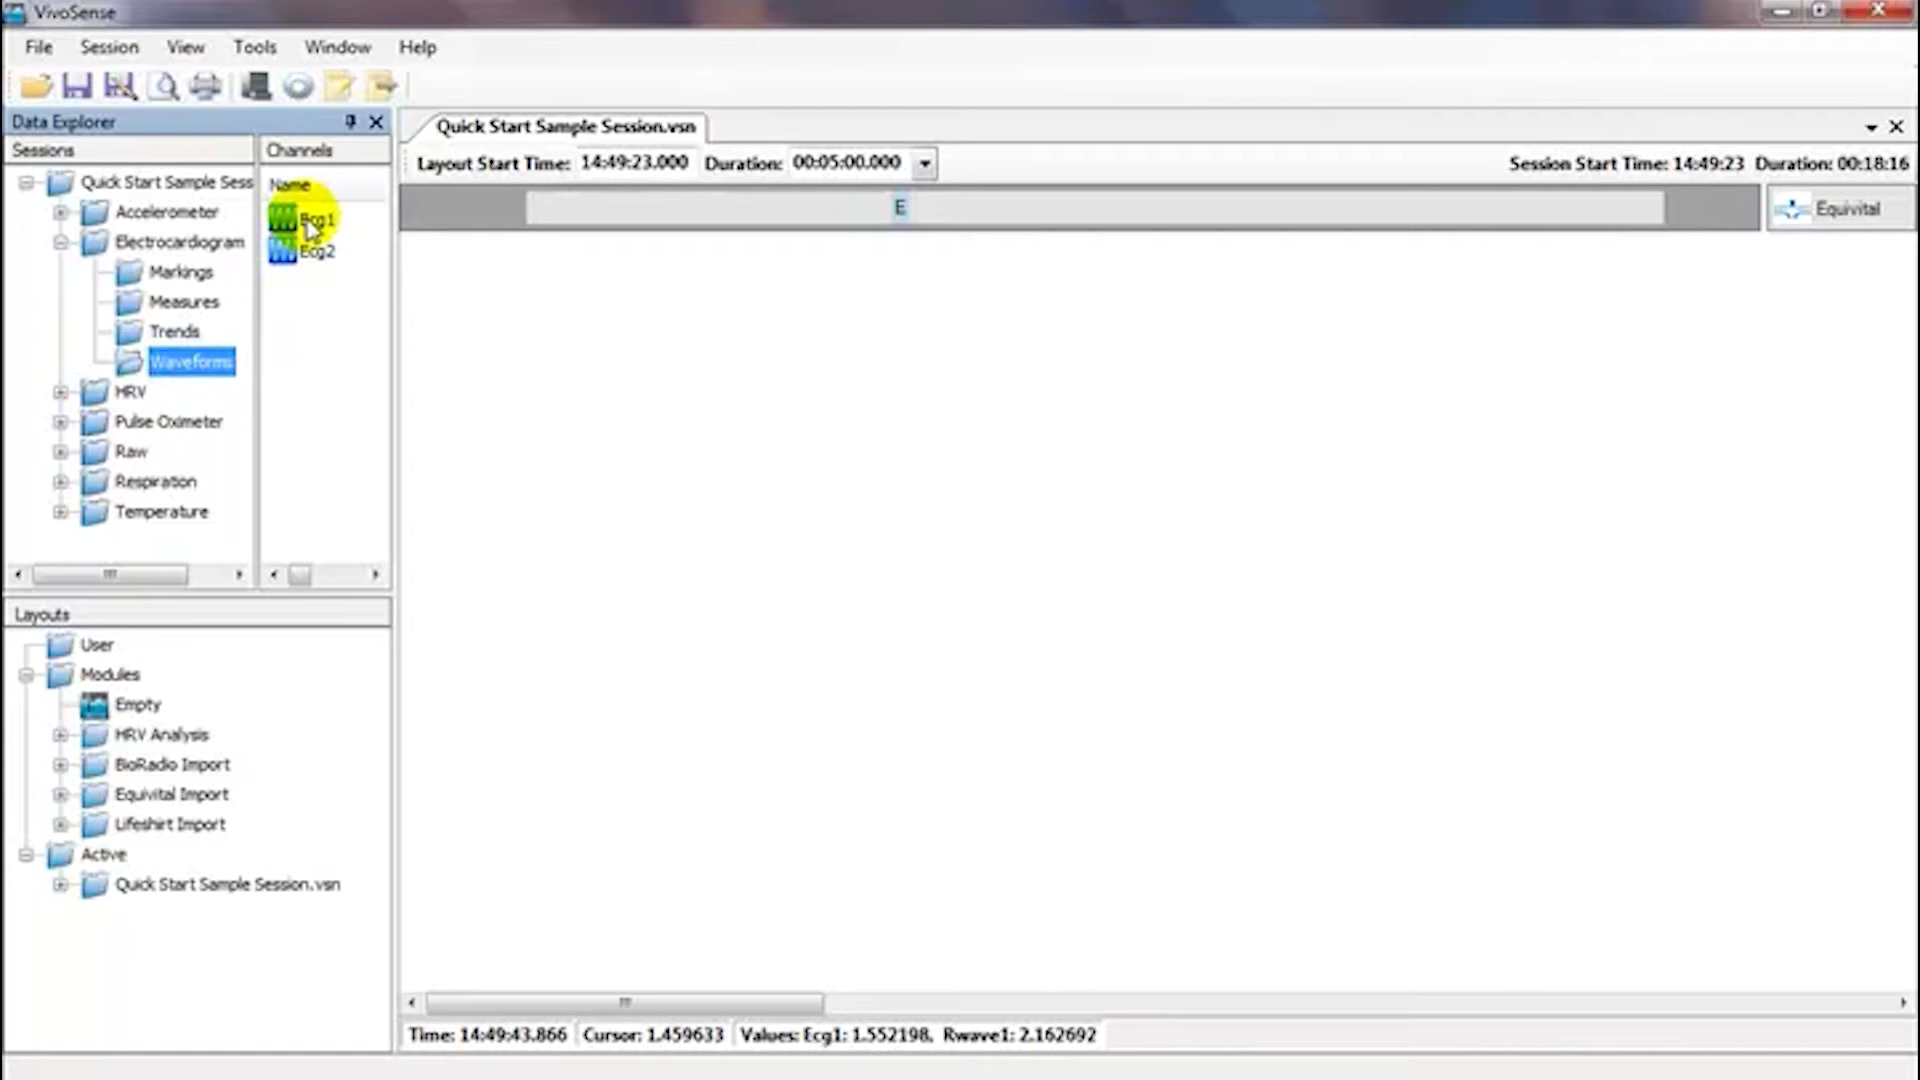 VivoSense
File Session View Tools Window Help
Data Explorer
Sessions
Channels
Quick Start Sample Sess
Accelerometer
Electrocardiogram
Markings
Measures
Trends
Waveforms
HRV
Pulse Oximeter
Raw
Respiration
Temperature
Name
Ecg1
Ecg2
Layouts
User
Modules
Empty
HRV Analysis
BioRadio Import
Equivital Import
Lifeshirt Import
Active
Quick Start Sample Session.vsn
Quick Start Sample Session.vsn
Layout Start Time: 14:49:23.000 Duration: 00:05:00.000
Session Start Time: 14:49:23 Duration: 00:18:16
E
Equivital
Time: 14:49:43.866 Cursor: 1.459633 Values: Ecg1: 1.552198, Rwave1: 2.162692